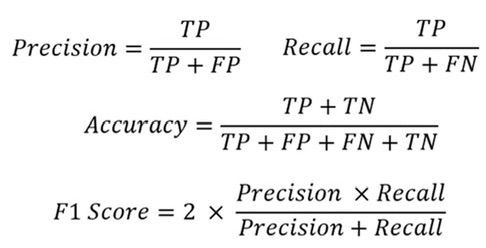 Precision = TP / TP + FP    Recall = TP / TP + FN
Accuracy = TP + TN / TP + FP + FN + TN
F1 Score = 2 × Precision × Recall / Precision + Recall